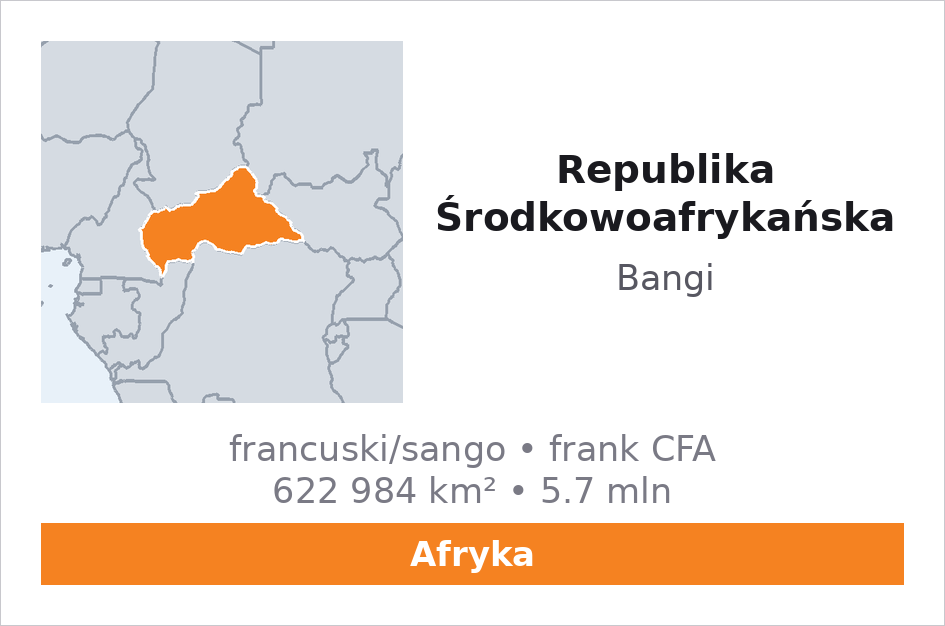 Republika
Środkowoafrykańska
Bangi
francuski/sango • frank CFA
622 984 km² • 5.7 mln
Afryka